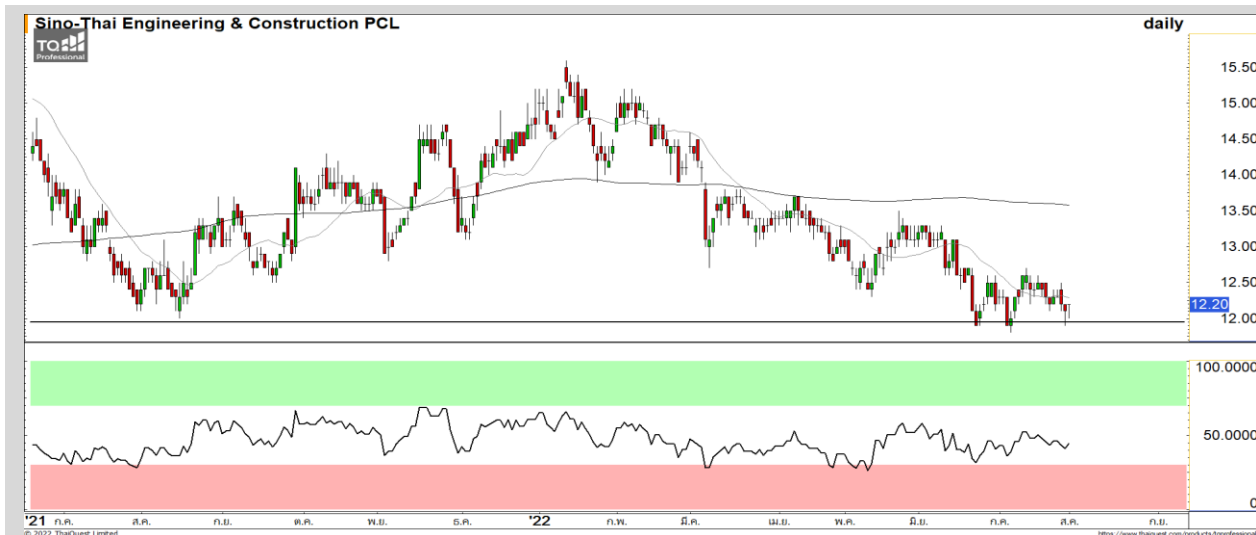 Sino-Thai Engineering & Construction PCL daily
TQ
Professional
15.50
15.00
14.50
14.00
13.50
13.00
12.50
12.20
12.00
100.0000
50.0000
0
'21 ก.ค. ส.ค. ก.ย. ต.ค. พ.ย. ธ.ค. '22 ก.พ. มี.ค. เม.ย. พ.ค. มิ.ย. ก.ค. ส.ค. ก.ย.
© 2022 ThaiQuest Limited